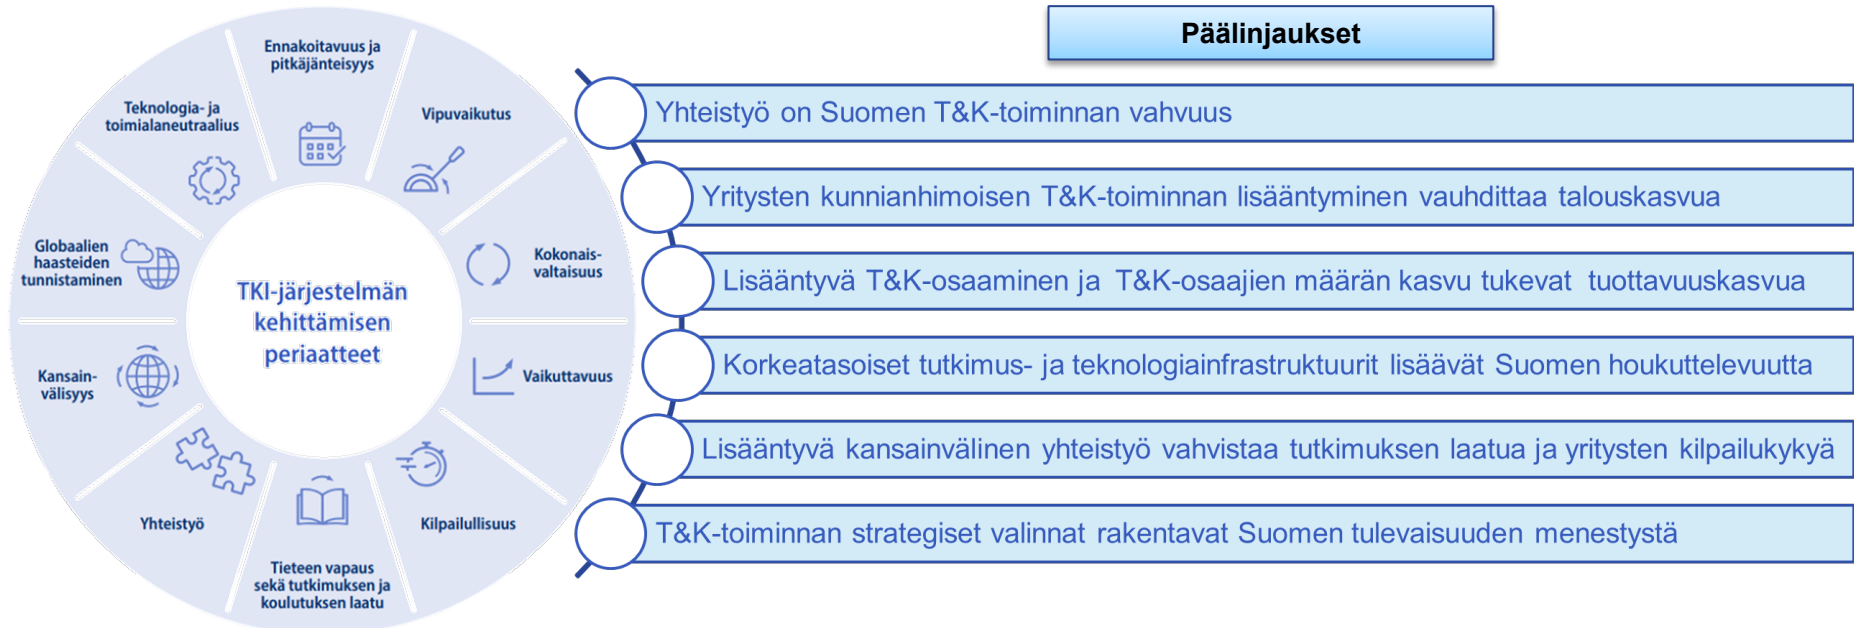 Ennakoitavuus ja
pitkäjänteisyys
Vipuvaikutus
Kokonais-
valtaisuus
Vaikuttavuus
Kilpailullisuus
Tieteen vapaus
sekä tutkimuksen ja
koulutuksen laatu
Yhteistyö
Kansain-
välisyys
Globaalien
haasteiden
tunnistaminen
Teknologia- ja
toimialaneutraalius
TKI-järjestelmän
kehittämisen
periaatteet
Päälinjaukset
Yhteistyö on Suomen T&K-toiminnan vahvuus
Yritysten kunnianhimoisen T&K-toiminnan lisääntyminen vauhdittaa talouskasvua
Lisääntyvä T&K-osaaminen ja T&K-osaajien määrän kasvu tukevat tuottavuuskasvua
Korkeatasoiset tutkimus- ja teknologiainfrastruktuurit lisäävät Suomen houkuttelevuutta
Lisääntyvä kansainvälinen yhteistyö vahvistaa tutkimuksen laatua ja yritysten kilpailukykyä
T&K-toiminnan strategiset valinnat rakentavat Suomen tulevaisuuden menestystä